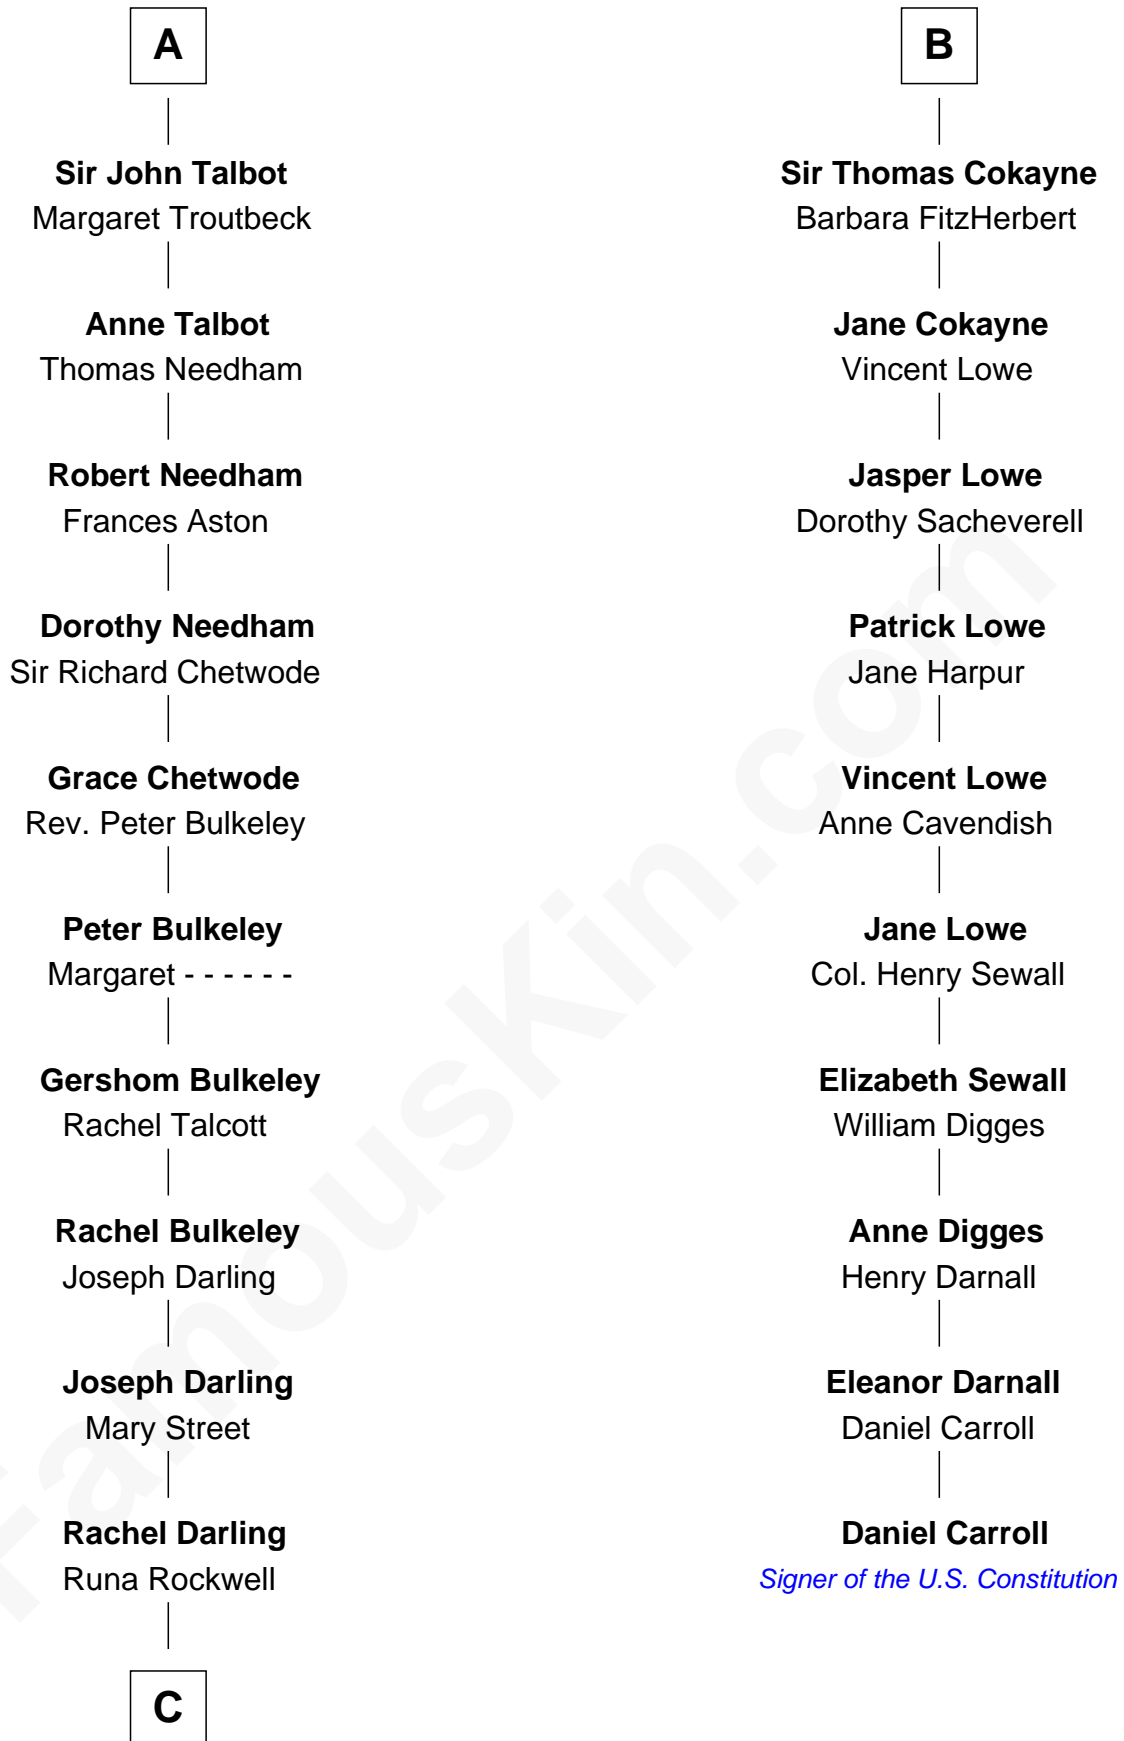 A
Sir John Talbot
Margaret Troutbeck
Anne Talbot
Thomas Needham
Robert Needham
Frances Aston
Dorothy Needham
Sir Richard Chetwode
Grace Chetwode
Rev. Peter Bulkeley
Peter Bulkeley
Margaret - - - - - -
Gershom Bulkeley
Rachel Talcott
Rachel Bulkeley
Joseph Darling
Joseph Darling
Mary Street
Rachel Darling
Runa Rockwell
C
B
Sir Thomas Cokayne
Barbara FitzHerbert
Jane Cokayne
Vincent Lowe
Jasper Lowe
Dorothy Sacheverell
Patrick Lowe
Jane Harpur
Vincent Lowe
Anne Cavendish
Jane Lowe
Col. Henry Sewall
Elizabeth Sewall
William Digges
Anne Digges
Henry Darnall
Eleanor Darnall
Daniel Carroll
Daniel Carroll
Signer of the U.S. Constitution
FamousKin.com